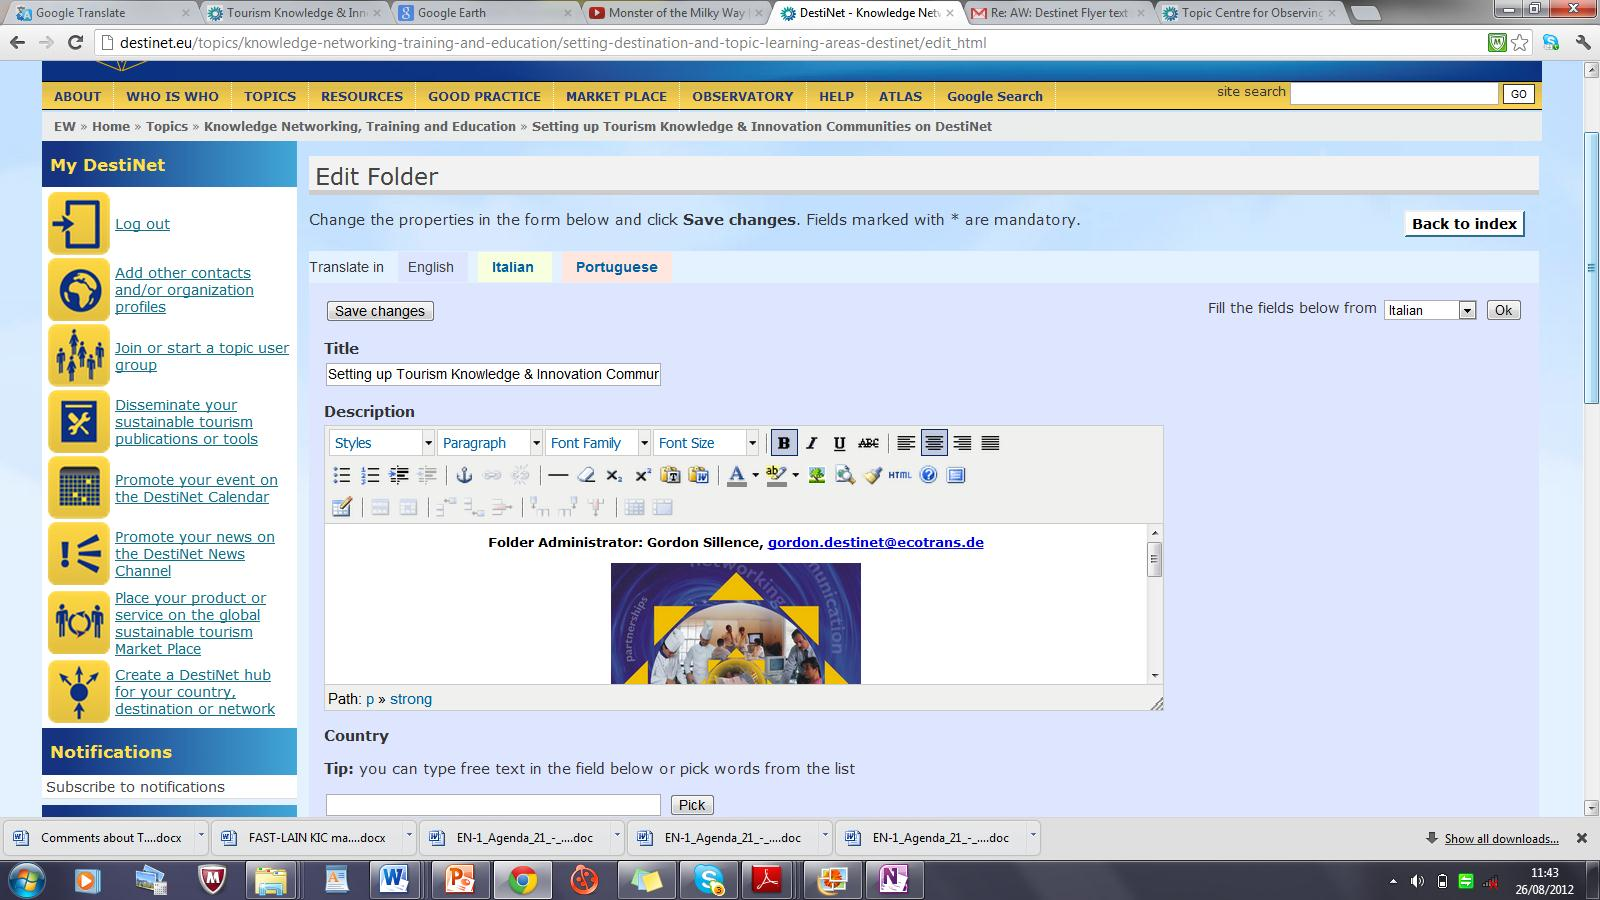 Google Translate
Tourism Knowledge & Inn
Google Earth
Monster of the Milky Way
DestiNet - Knowledge Net
Re: AW: Destinet Flyer text
Topic Centre for Observing
destinet.eu/topics/knowledge-networking-training-and-education/setting-destination-and-topic-learning-areas-destinet/edit_html
ABOUT WHO IS WHO TOPICS RESOURCES GOOD PRACTICE MARKET PLACE OBSERVATORY HELP ATLAS Google Search site search GO
EW » Home » Topics » Knowledge Networking, Training and Education » Setting up Tourism Knowledge & Innovation Communities on DestiNet
My DestiNet
Log out
Add other contacts
and/or organization
profiles
Join or start a topic user
group
Disseminate your
sustainable tourism
publications or tools
Promote your event on
the DestiNet Calendar
Promote your news on
the DestiNet News
Channel
Place your product or
service on the global
sustainable tourism
Market Place
Create a DestiNet hub
for your country,
destination or network
Notifications
Subscribe to notifications
Edit Folder
Change the properties in the form below and click Save changes. Fields marked with * are mandatory.
Back to index
Translate in English Italian Portuguese
Save changes
Fill the fields below from Italian Ok
Title
Setting up Tourism Knowledge & Innovation Commur
Description
Styles Paragraph Font Family Font Size B I U ABC
HTML
Folder Administrator: Gordon Sillence, gordon.destinet@ecotrans.de
networking
partnerships
communication
Path: p » strong
Country
Tip: you can type free text in the field below or pick words from the list
Pick
Comments about T....docx
FAST-LAIN KIC ma....docx
EN-1_Agenda_21_-_....doc
EN-1_Agenda_21_-_....doc
EN-1_Agenda_21_-_....doc
Show all downloads...
11:43
26/08/2012